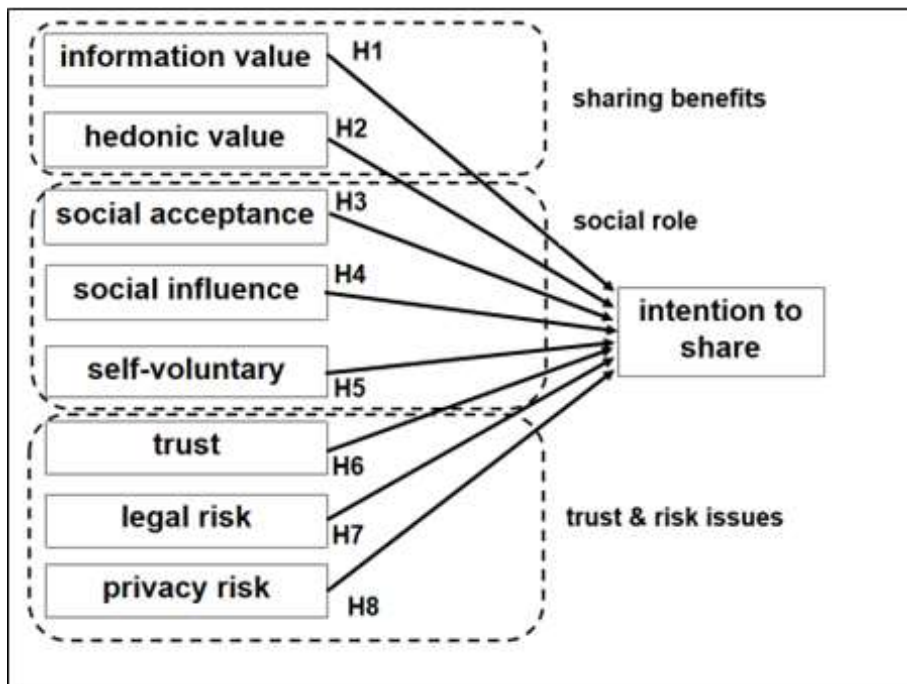 information value
H1
sharing benefits
hedonic value
H2
social acceptance
H3
social role
social influence
H4
intention to
share
self-voluntary
H5
trust
H6
legal risk
H7
trust & risk issues
privacy risk
H8